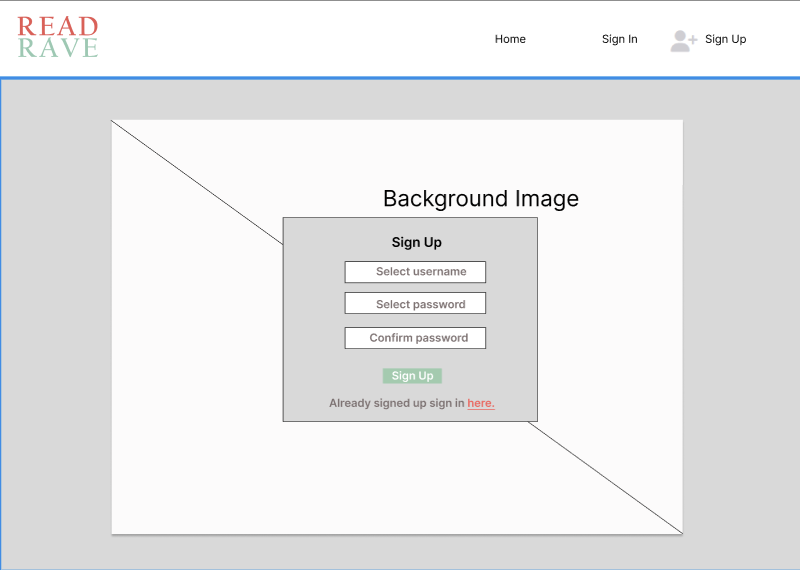 READ
RAVE
Home
Sign In
Sign Up
Background Image
Sign Up
Select username
Select password
Confirm password
Sign Up
Already signed up sign in here.